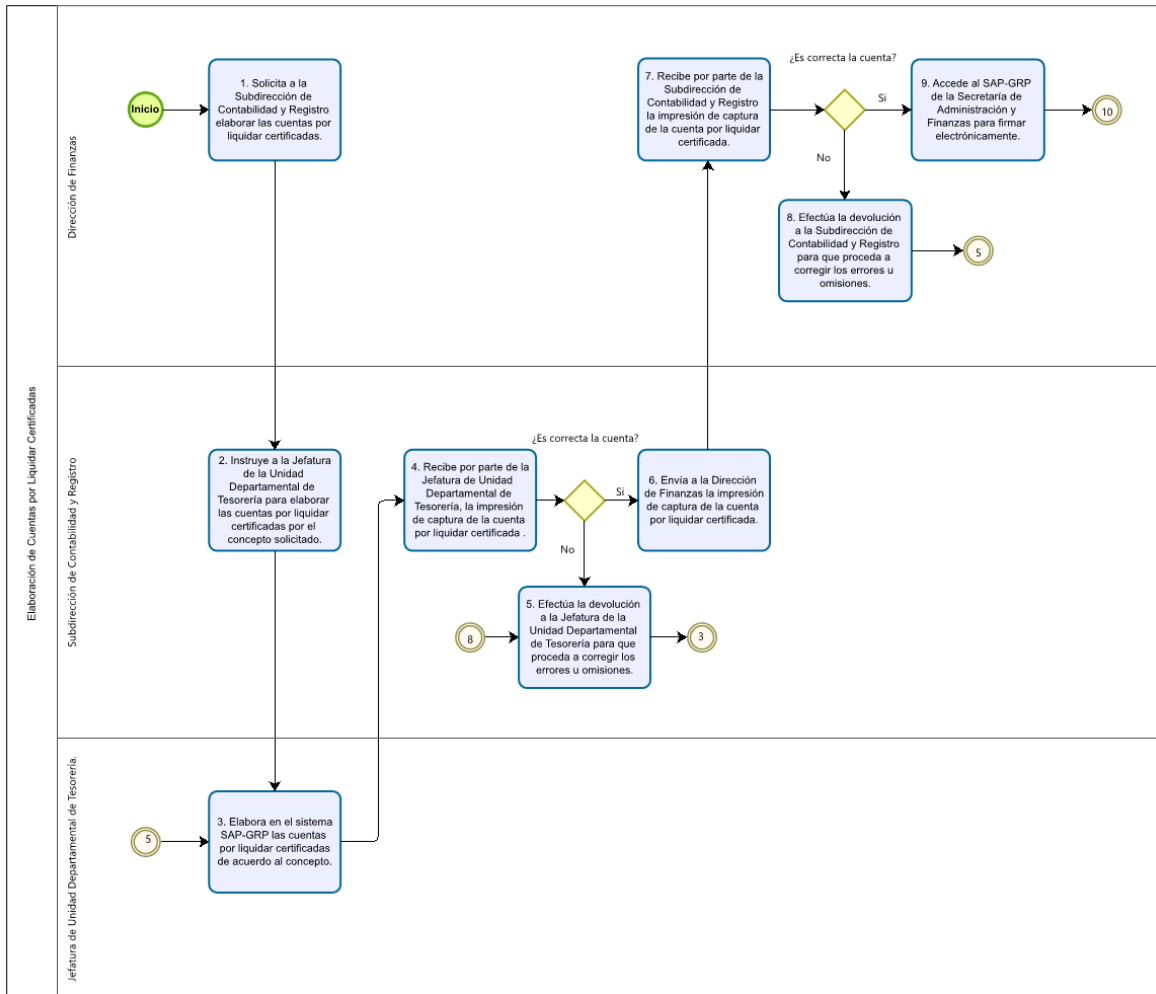 Elaboración de Cuentas por Liquidar Certificadas
Dirección de Finanzas
Inicio
1. Solicita a la
Subdirección de
Contabilidad y Registro
elaborar las cuentas por
liquidar certificadas.
7. Recibe por parte de la
Subdirección de
Contabilidad y Registro
la impresión de captura
de la cuenta por liquidar
certificada.
¿Es correcta la cuenta?
Si
No
9. Accede al SAP-GRP
de la Secretaría de
Administración y
Finanzas para firmar
electrónicamente.
10
8. Efectúa la devolución
a la Subdirección de
Contabilidad y Registro
para que proceda a
corregir los errores u
omisiones.
5
Subdirección de Contabilidad y Registro
2. Instruye a la Jefatura
de la Unidad
Departamental de
Tesorería para elaborar
las cuentas por liquidar
certificadas por el
concepto solicitado.
4. Recibe por parte de la
Jefatura de Unidad
Departamental de
Tesorería, la impresión
de captura de la cuenta
por liquidar certificada .
¿Es correcta la cuenta?
Si
No
6. Envía a la Dirección
de Finanzas la impresión
de captura de la cuenta
por liquidar certificada.
8
5. Efectúa la devolución
a la Jefatura de la
Unidad Departamental
de Tesorería para que
proceda a corregir los
errores u omisiones.
3
Jefatura de Unidad Departamental de Tesorería.
5
3. Elabora en el sistema
SAP-GRP las cuentas
por liquidar certificadas
de acuerdo al concepto.